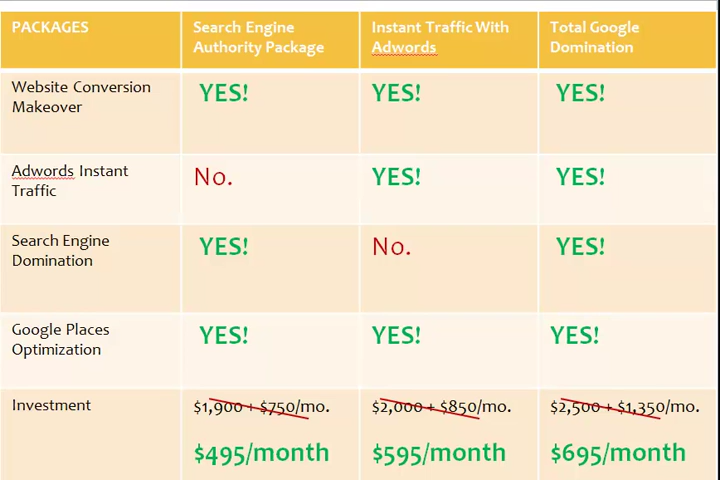 PACKAGES
Search Engine
Authority Package
Instant Traffic With
Adwords
Total Google
Domination
Website Conversion
Makeover
YES!
YES!
YES!
Adwords Instant
Traffic
No.
YES!
YES!
Search Engine
Domination
YES!
No.
YES!
Google Places
Optimization
YES!
YES!
YES!
Investment
$1,900 + $750/mo.
$495/month
$2,000 + $850/mo.
$595/month
$2,500 + $1,350/mo.
$695/month